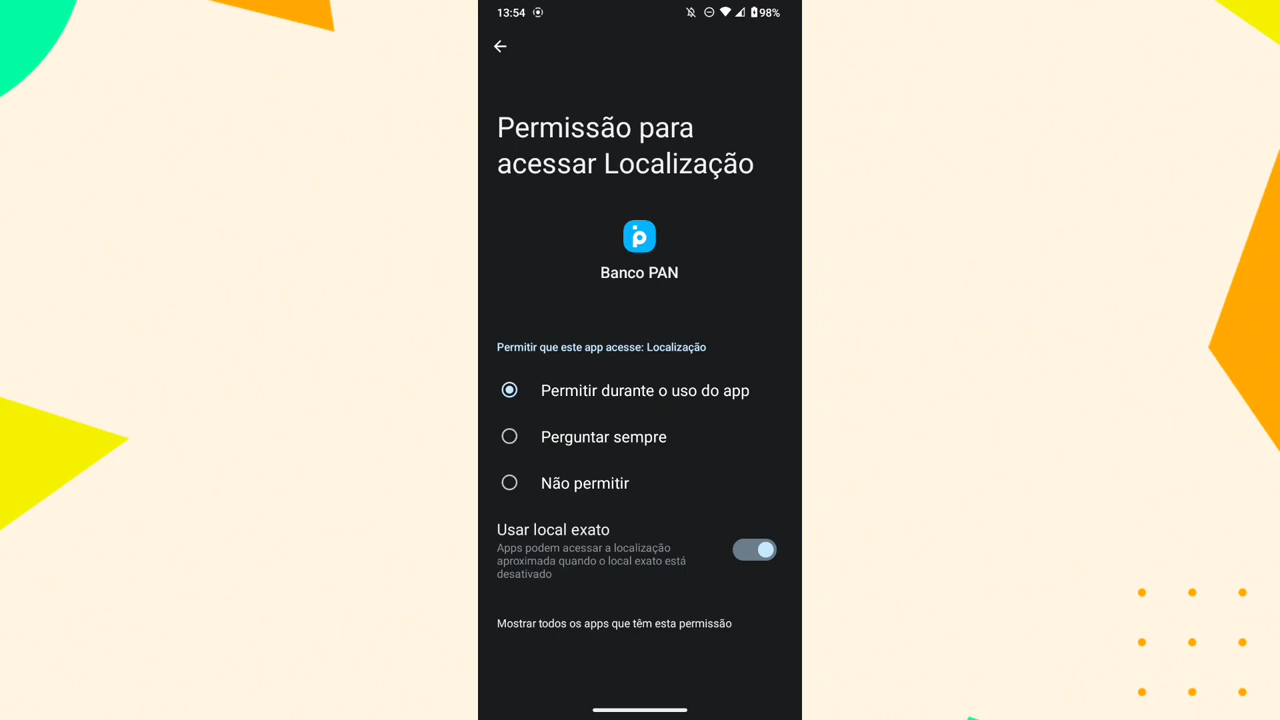 13:54
98%
Permissão para
acessar Localização
Banco PAN
Permitir que este app acesse: Localização
Permitir durante o uso do app
Perguntar sempre
Não permitir
Usar local exato
Apps podem acessar a localização
aproximada quando o local exato está
desativado
Mostrar todos os apps que têm esta permissão